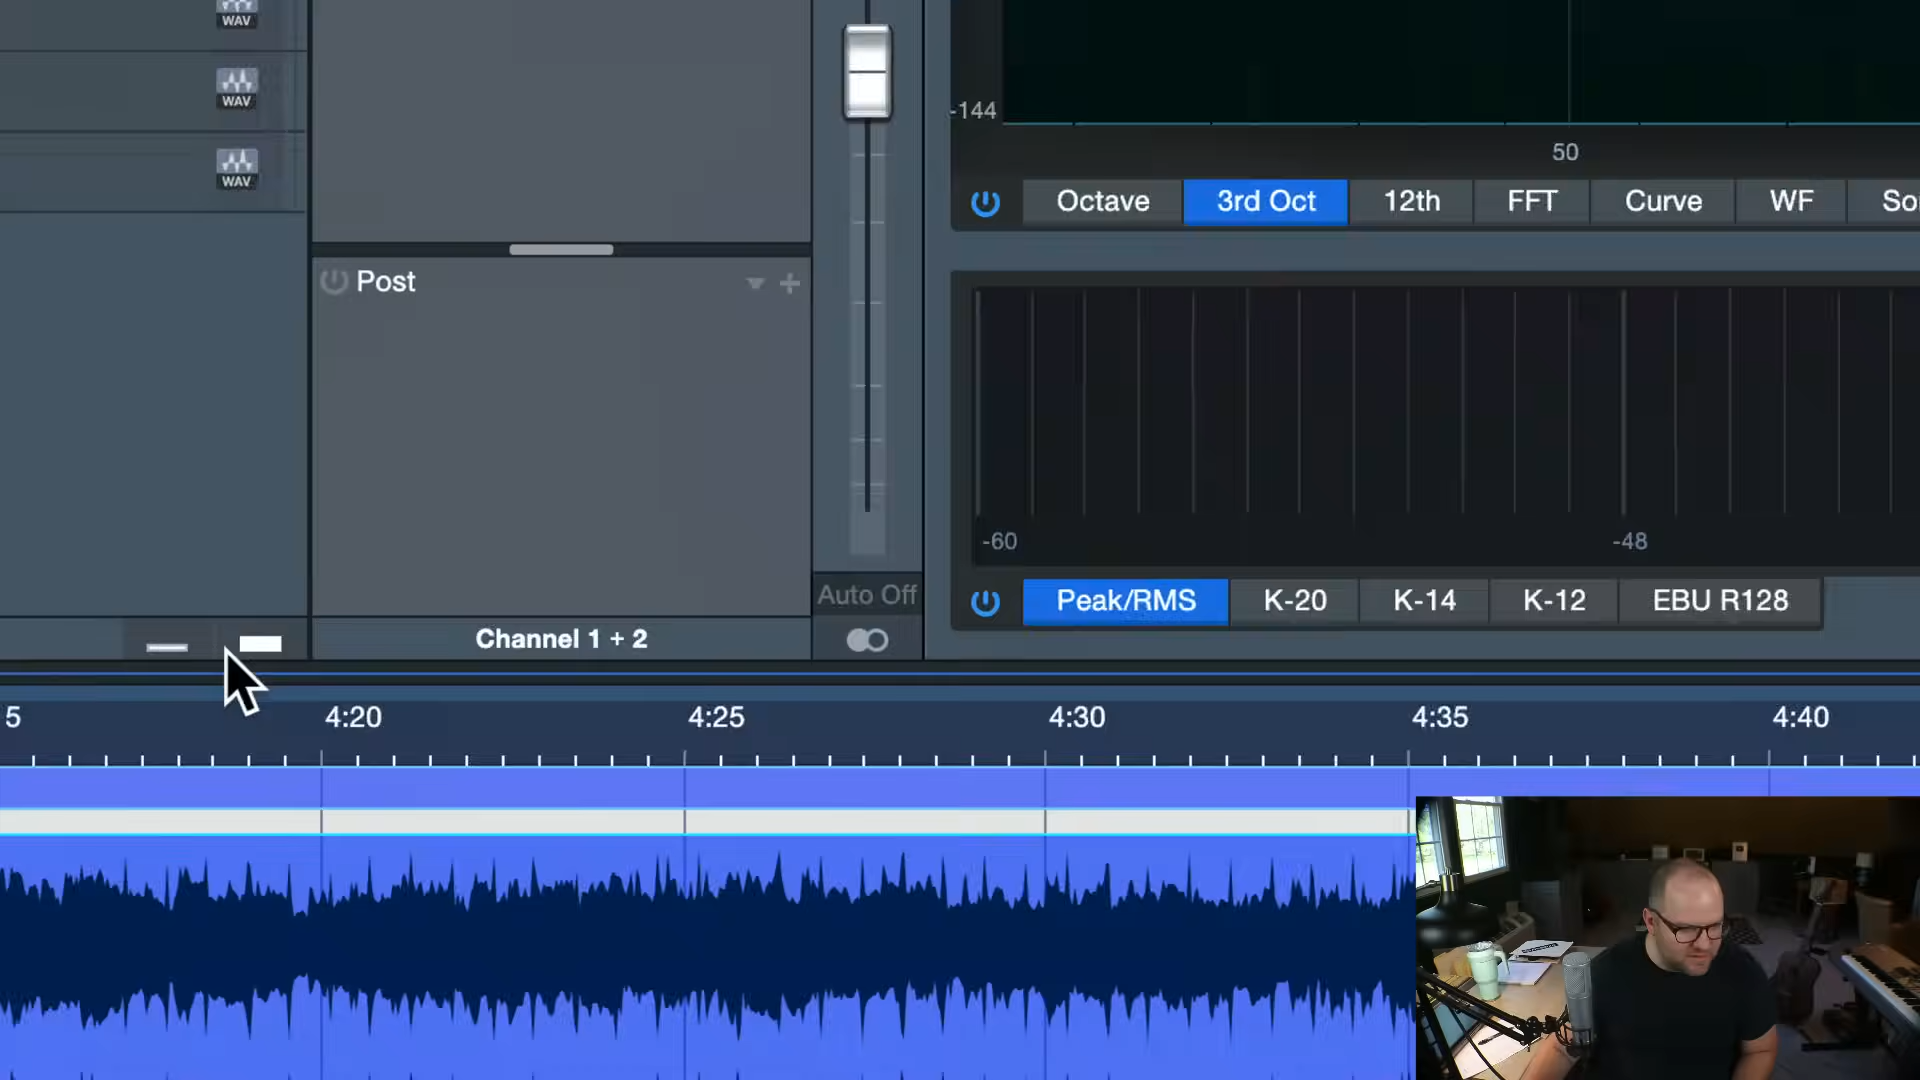 WAV
WAV
WAV
-144
50
Octave 3rd Oct 12th FFT Curve WF So
Post
-60 -48
Auto Off
Peak/RMS K-20 K-14 K-12 EBU R128
Channel 1 + 2
5 4:20 4:25 4:30 4:35 4:40